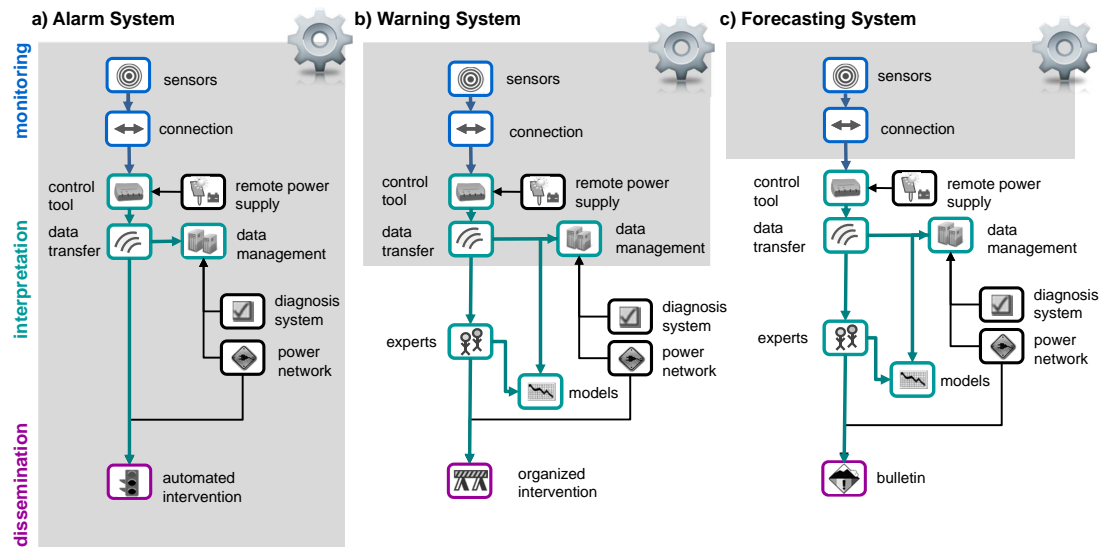 a) Alarm System
b) Warning System
c) Forecasting System
monitoring
interpretation
dissemination
sensors
connection
control
tool
remote power
supply
data
transfer
data
management
diagnosis
system
power
network
automated
intervention
sensors
connection
control
tool
remote power
supply
data
transfer
data
management
diagnosis
system
experts
power
network
models
organized
intervention
sensors
connection
control
tool
remote power
supply
data
transfer
data
management
diagnosis
system
experts
power
network
models
bulletin